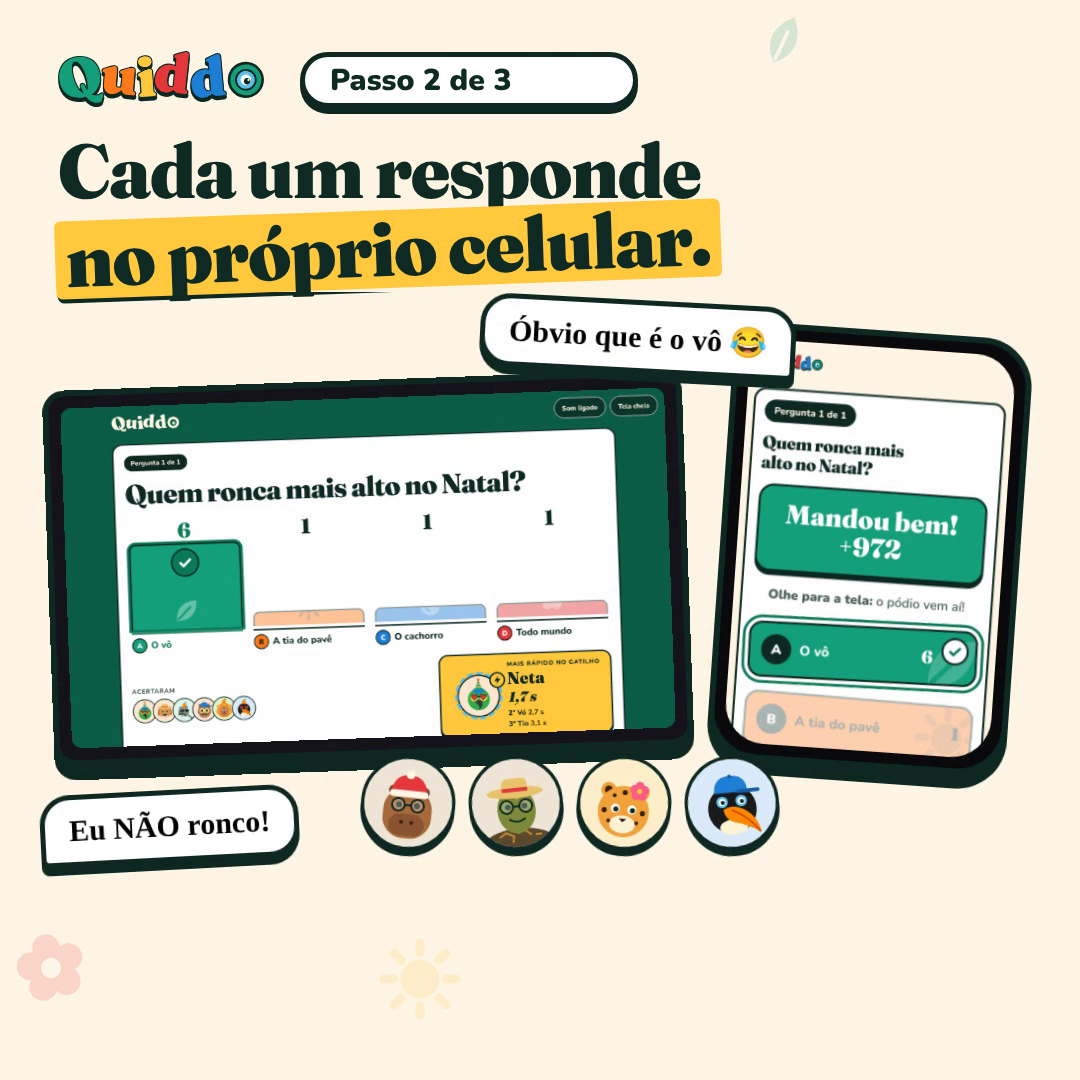 Quiddo
Passo 2 de 3
Cada um responde
no próprio celular.
Óbvio que é o vô 😂
Quiddo
Som ligado
Tela cheia
Pergunta 1 de 1
Quem ronca mais alto no Natal?
6
1
1
1
A O vô
B A tia do pavê
C O cachorro
D Todo mundo
ACERTARAM
MAIS RÁPIDO NO GATILHO
Neta
1,7 s
2º Vó 2,7 s
3º Tio 3,1 s
ddo
Pergunta 1 de 1
Quem ronca mais
alto no Natal?
Mandou bem!
+972
Olhe para a tela: o pódio vem aí!
A O vô 6
B A tia do pavê 1
Eu NÃO ronco!